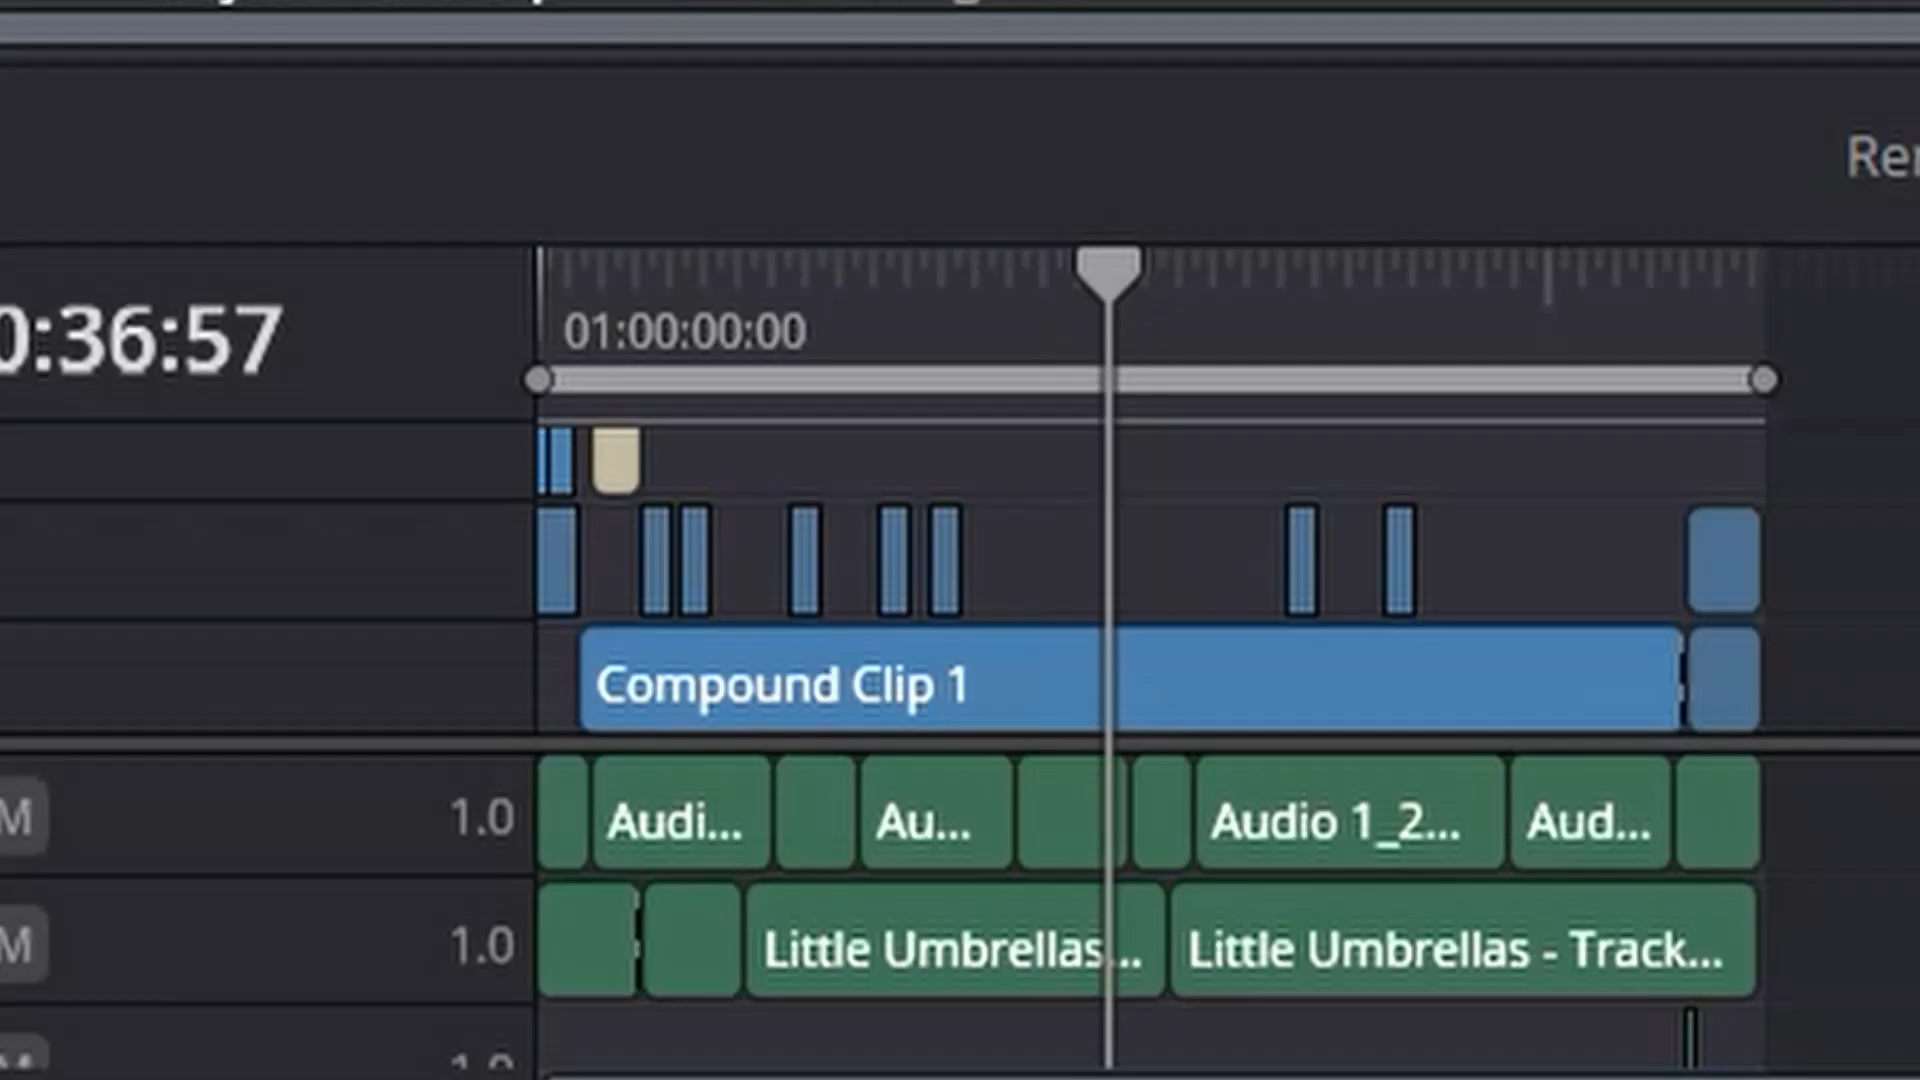 Rer
0:36:57
01:00:00:00
Compound Clip 1
M 1.0 Audi... Au... Audio 1_2... Aud...
M 1.0 Little Umbrellas... Little Umbrellas - Track...
M 1.0